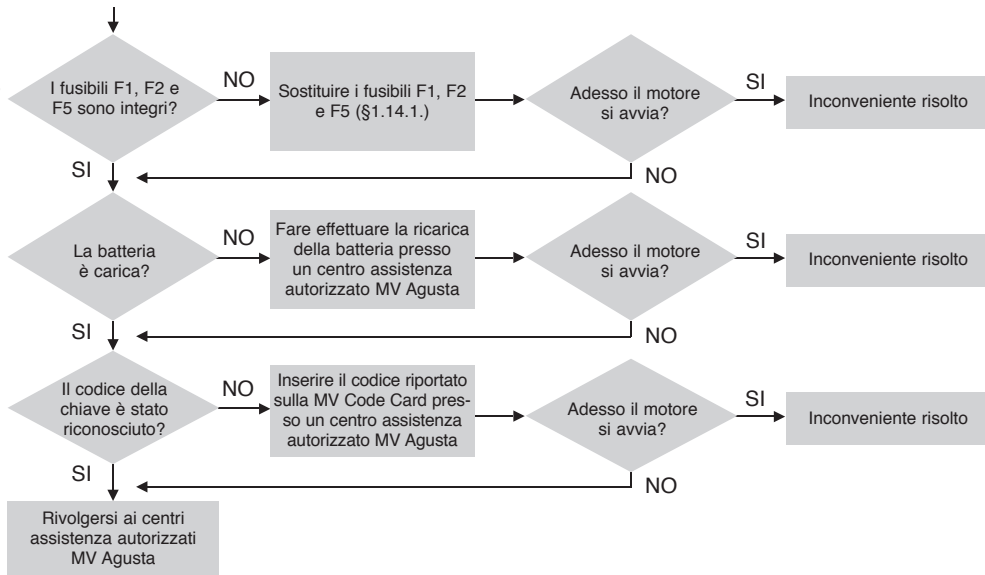 I fusibili F1, F2 e
F5 sono integri?
NO
Sostituire i fusibili F1, F2
e F5 (§1.14.1.)
Adesso il motore
si avvia?
SI
Inconveniente risolto
SI
NO
La batteria
è carica?
NO
Fare effettuare la ricarica
della batteria presso
un centro assistenza
autorizzato MV Agusta
Adesso il motore
si avvia?
SI
Inconveniente risolto
SI
NO
Il codice della
chiave è stato
riconosciuto?
NO
Inserire il codice riportato
sulla MV Code Card pres-
so un centro assistenza
autorizzato MV Agusta
Adesso il motore
si avvia?
SI
Inconveniente risolto
SI
NO
Rivolgersi ai centri
assistenza autorizzati
MV Agusta